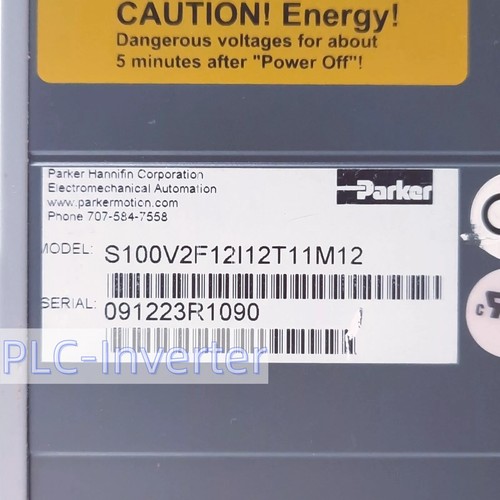 CAUTION! Energy!
Dangerous voltages for about
5 minutes after "Power Off"!
Parker Hannifin Corporation
Electromechanical Automation
www.parkermotion.com
Phone 707-584-7558
Parker
MODEL: S100V2F12I12T11M12
SERIAL: 091223R1090
PLC-Inverter